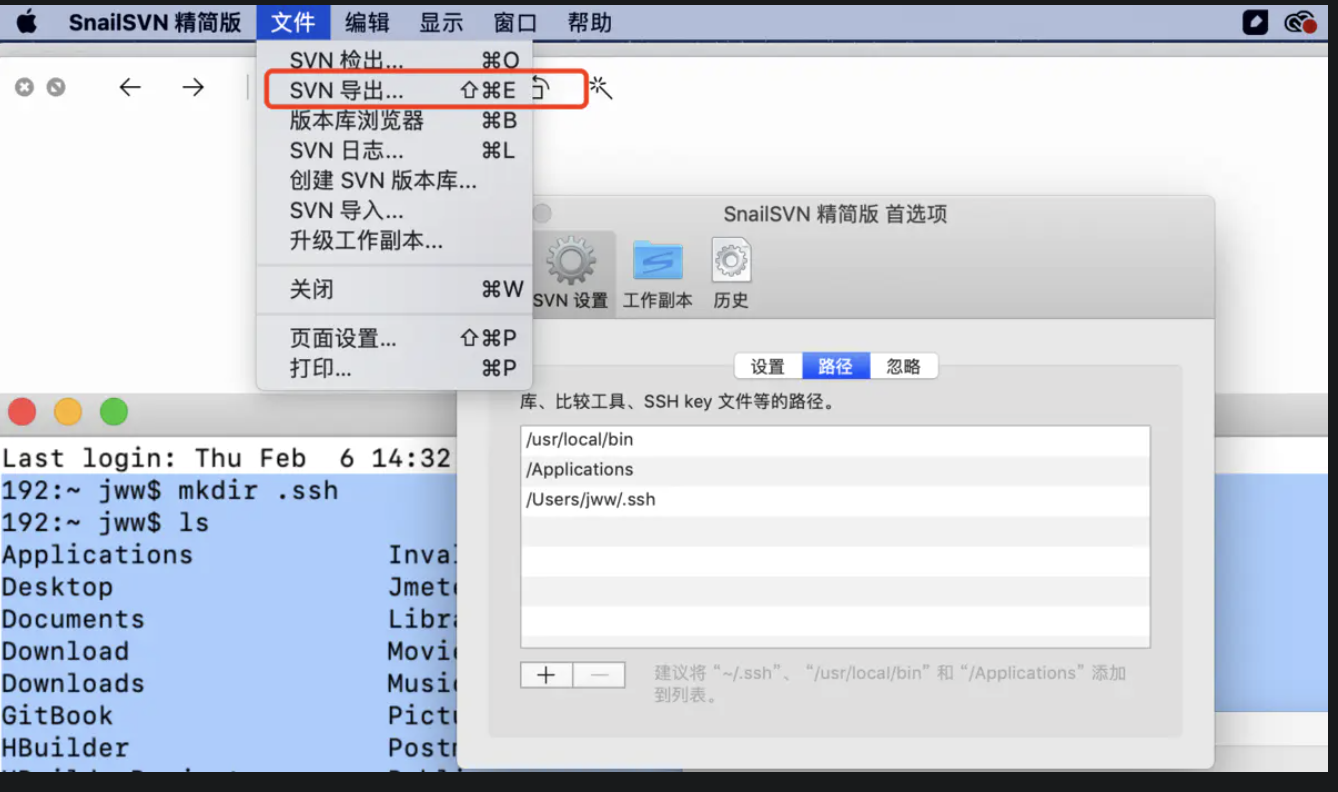 SnailSVN 精简版 文件 编辑 显示 窗口 帮助
SVN 检出... ⌘O
SVN 导出... ⇧⌘E
版本库浏览器 ⌘B
SVN 日志... ⌘L
创建 SVN 版本库...
SVN 导入...
升级工作副本...
关闭 ⌘W
页面设置... ⇧⌘P
打印... ⌘P
SnailSVN 精简版 首选项
SVN 设置 工作副本 历史
设置 路径 忽略
库、比较工具、SSH key 文件等的路径。
/usr/local/bin
/Applications
/Users/jww/.ssh
建议将 “~/.ssh”、 “/usr/local/bin” 和 “/Applications” 添加
到列表。
Last login: Thu Feb  6 14:32
192:~ jww$ mkdir .ssh
192:~ jww$ ls
Applications Inval
Desktop Jmete
Documents Libra
Download Movie
Downloads Music
GitBook Pictu
HBuilder Postm